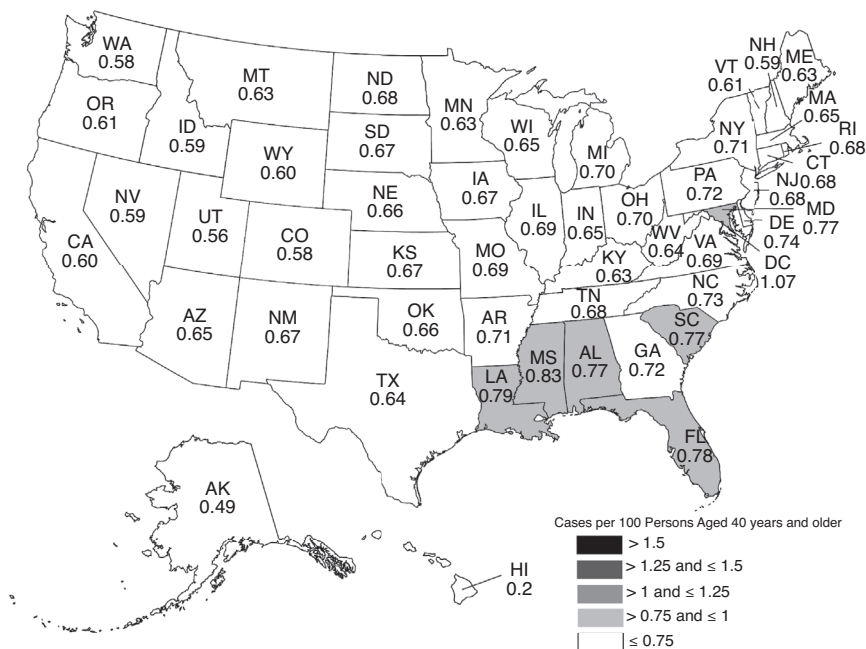 WA
0.58
OR
0.61
CA
0.60
NV
0.59
ID
0.59
MT
0.63
WY
0.60
UT
0.56
AZ
0.65
CO
0.58
NM
0.67
ND
0.68
SD
0.67
NE
0.66
KS
0.67
OK
0.66
TX
0.64
MN
0.63
IA
0.67
MO
0.69
AR
0.71
LA
0.79
WI
0.65
IL
0.69
MS
0.83
MI
0.70
IN
0.65
KY
0.63
TN
0.68
AL
0.77
OH
0.70
WV
0.64
GA
0.72
FL
0.78
SC
0.77
NC
0.73
VA
0.69
PA
0.72
NY
0.71
VT
0.61
NH
0.59
ME
0.63
MA
0.65
RI
0.68
CT
0.68
NJ
0.68
MD
0.77
DE
0.74
DC
1.07
AK
0.49
HI
0.2
Cases per 100 Persons Aged 40 years and older
> 1.5
> 1.25 and ≤ 1.5
> 1 and ≤ 1.25
> 0.75 and ≤ 1
≤ 0.75